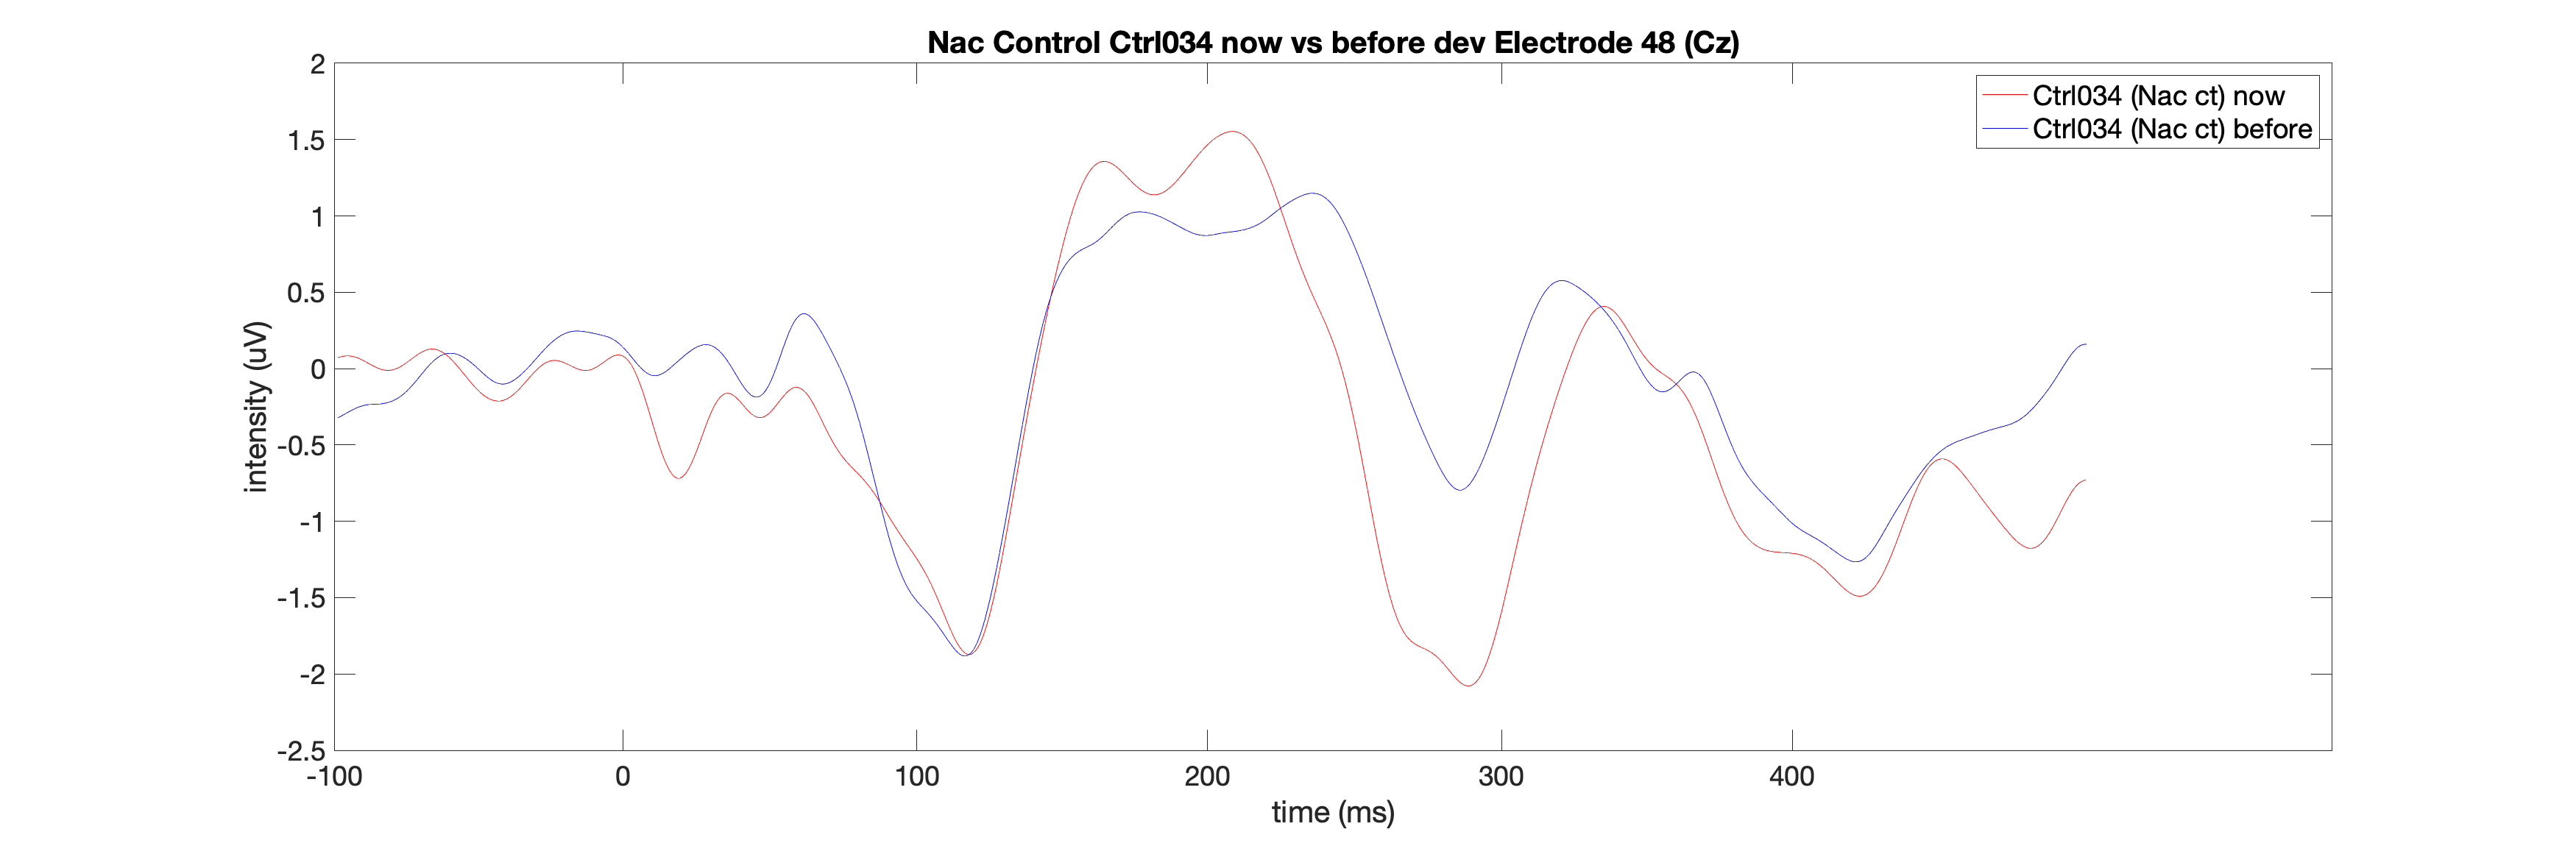 Nac Control Ctrl034 now vs before dev Electrode 48 (Cz)
Ctrl034 (Nac ct) now
Ctrl034 (Nac ct) before
2
1.5
1
0.5
0
-0.5
-1
-1.5
-2
-2.5
intensity (uV)
-100 0 100 200 300 400
time (ms)